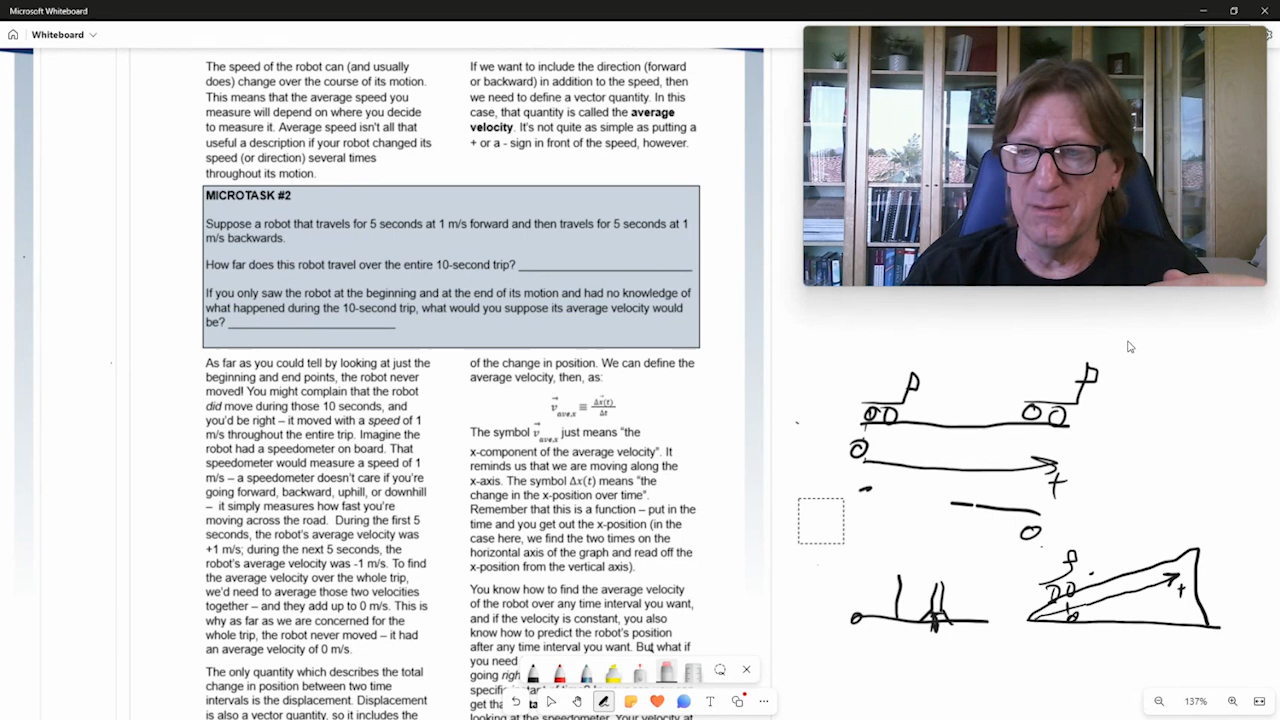 Microsoft Whiteboard
Whiteboard
The speed of the robot can (and usually
does) change over the course of its motion.
This means that the average speed you
measure will depend on where you decide
to measure it. Average speed isn't all that
useful a description if your robot changed its
speed (or direction) several times
throughout its motion.
If we want to include the direction (forward
or backward) in addition to the speed, then
we need to define a vector quantity. In this
case, that quantity is called the average
velocity. It's not quite as simple as putting a
+ or a - sign in front of the speed, however.
MICROTASK #2
Suppose a robot that travels for 5 seconds at 1 m/s forward and then travels for 5 seconds at 1
m/s backwards.
How far does this robot travel over the entire 10-second trip?
If you only saw the robot at the beginning and at the end of its motion and had no knowledge of
what happened during the 10-second trip, what would you suppose its average velocity would
be?
As far as you could tell by looking at just the
beginning and end points, the robot never
moved! You might complain that the robot
did move during those 10 seconds, and
you'd be right – it moved with a speed of 1
m/s throughout the entire trip. Imagine the
robot had a speedometer on board. That
speedometer would measure a speed of 1
m/s – a speedometer doesn't care if you're
going forward, backward, uphill, or downhill
– it simply measures how fast you're
moving across the road. During the first 5
seconds, the robot's average velocity was
+1 m/s; during the next 5 seconds, the
robot's average velocity was -1 m/s. To find
the average velocity over the whole trip,
we'd need to average those two velocities
together – and they add up to 0 m/s. This is
why as far as we are concerned for the
whole trip, the robot never moved – it had
an average velocity of 0 m/s.
The only quantity which describes the total
change in position between two time
intervals is the displacement. Displacement
is also a vector quantity, so it includes the
of the change in position. We can define the
average velocity, then, as:
v⃗ave,x ≡ Δx⃗(t)/Δt
The symbol v⃗ave,x just means "the
x-component of the average velocity". It
reminds us that we are moving along the
x-axis. The symbol Δx(t) means "the
change in the x-position over time".
Remember that this is a function – put in the
time and you get out the x-position (in the
case here, we find the two times on the
horizontal axis of the graph and read off the
x-position from the vertical axis).
You know how to find the average velocity
of the robot over any time interval you want,
and if the velocity is constant, you also
know how to predict the robot's position
after any time interval you want. But what if
you need
going righ
specifi
get tha
looking at the speedometer. Your velocity at
+
0
+
137%